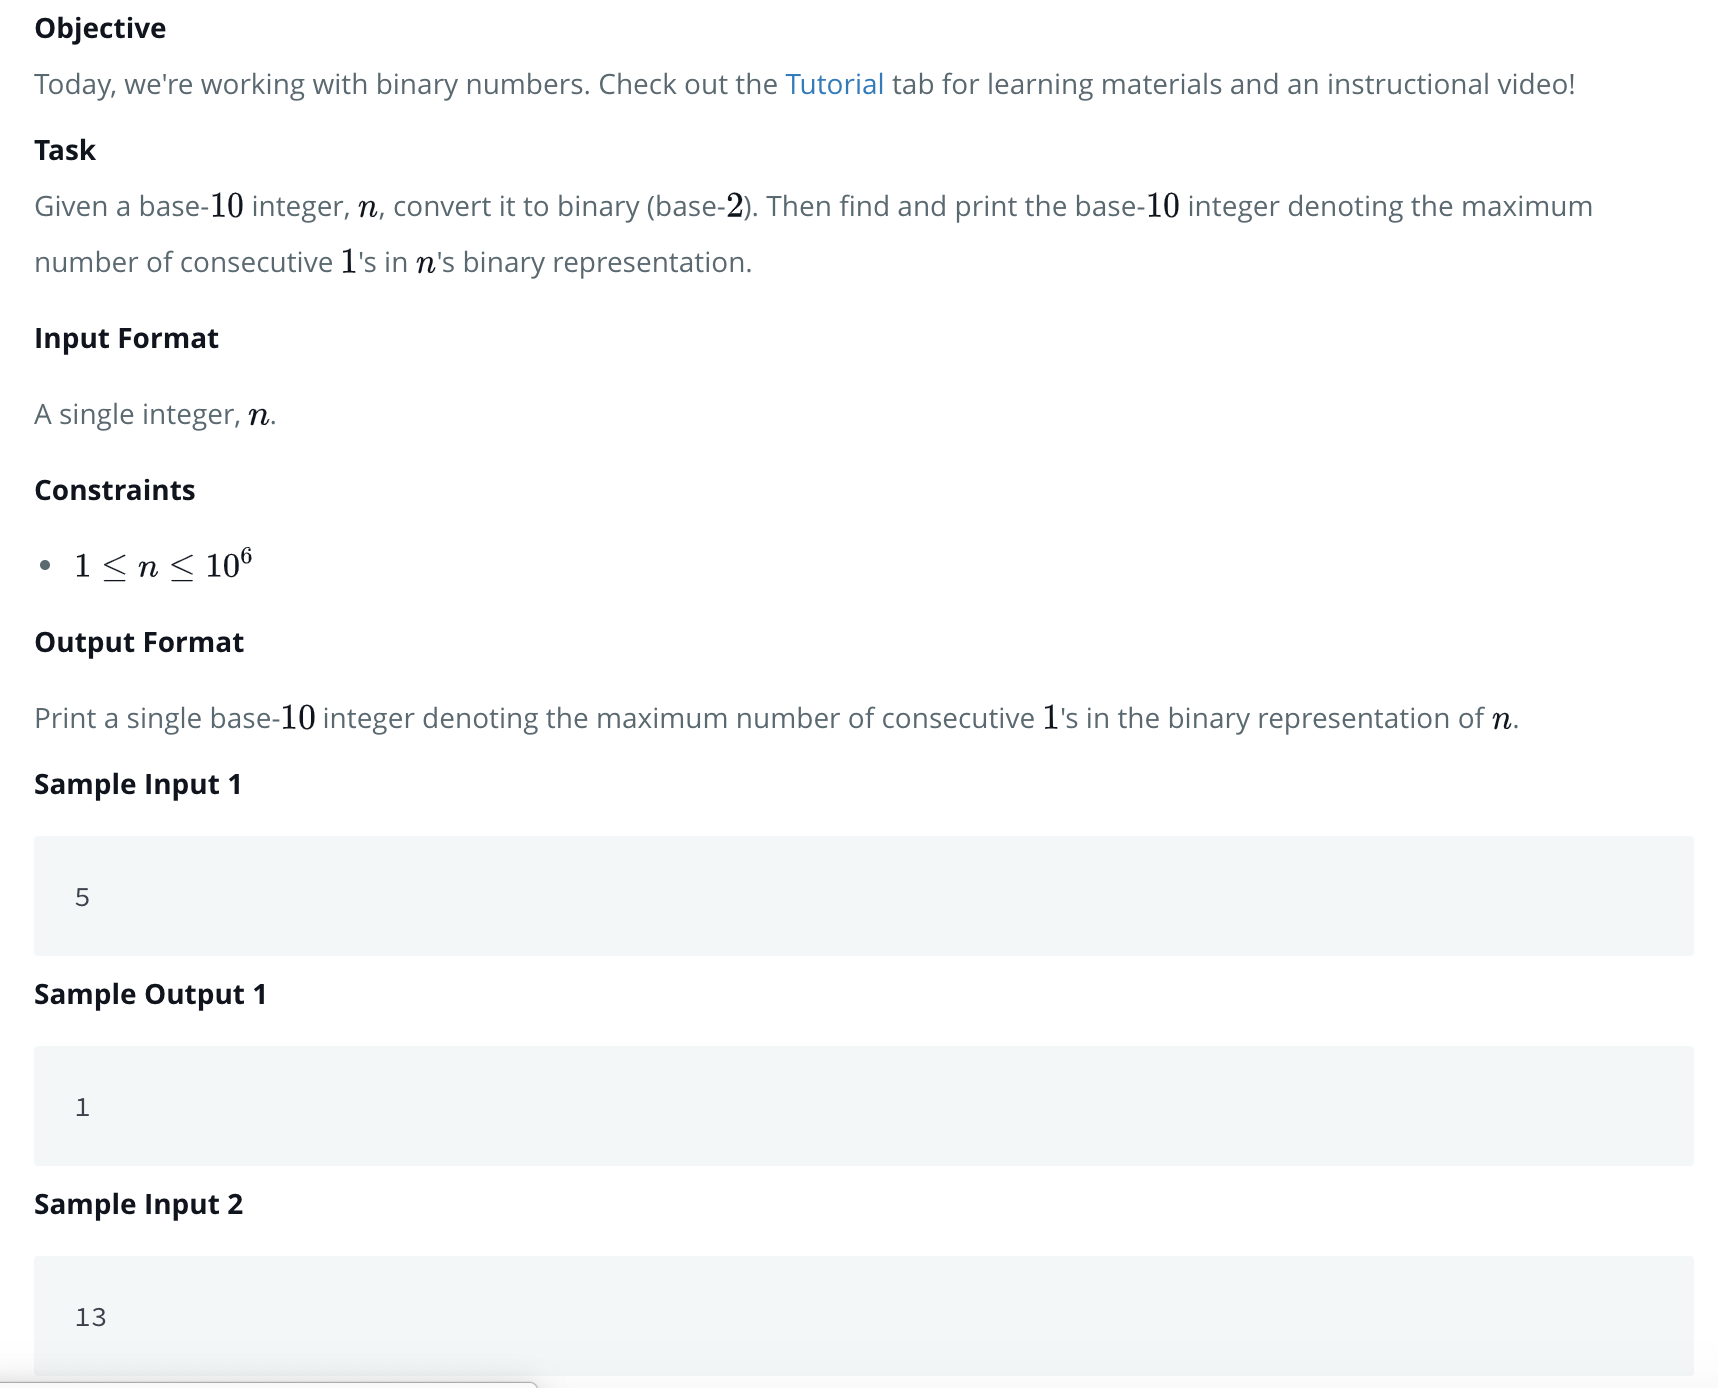 Objective
Today, we're working with binary numbers. Check out the Tutorial tab for learning materials and an instructional video!
Task
Given a base-10 integer, n, convert it to binary (base-2). Then find and print the base-10 integer denoting the maximum
number of consecutive 1's in n's binary representation.
Input Format
A single integer, n.
Constraints
• 1 ≤ n ≤ 10⁶
Output Format
Print a single base-10 integer denoting the maximum number of consecutive 1's in the binary representation of n.
Sample Input 1
5
Sample Output 1
1
Sample Input 2
13